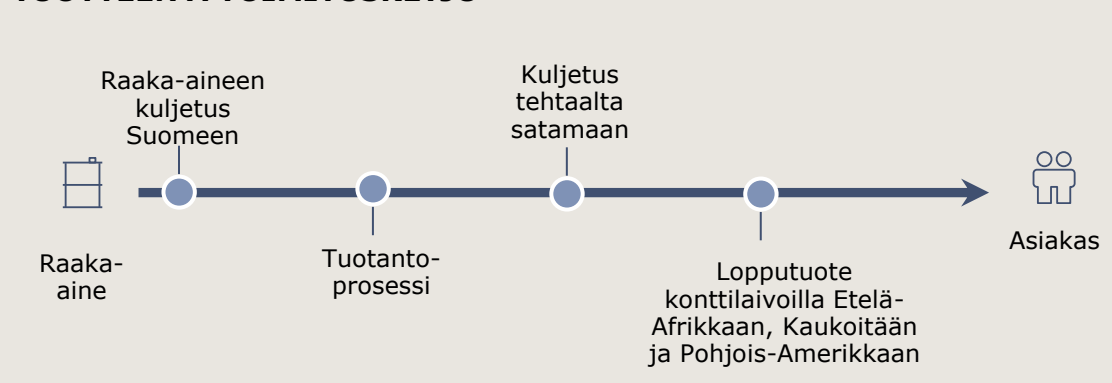 Raaka-aineen
kuljetus
Suomeen
Kuljetus
tehtaalta
satamaan
Raaka-
aine
Tuotanto-
prosessi
Lopputuote
konttilaivoilla Etelä-
Afrikkaan, Kaukoitään
ja Pohjois-Amerikkaan
Asiakas